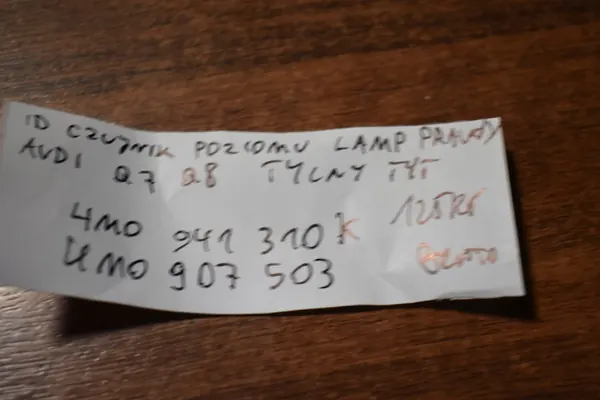 ID CZUJNIK POZIOMU LAMP PRAWY
AUDI Q7 Q8 TYLNY TYŁ
4M0 941 310 K
4M0 907 503